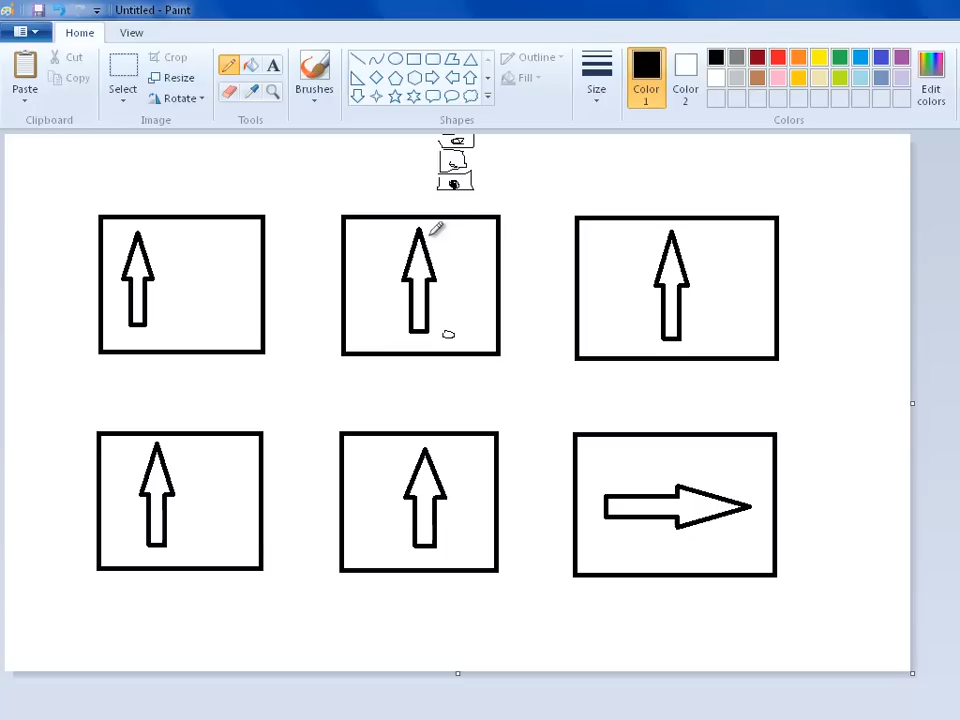 Untitled - Paint
Home View
Paste
Cut
Copy
Clipboard
Select
Crop
Resize
Rotate
Image
A
Tools
Brushes
Outline
Fill
Shapes
Size
Color 1
Color 2
Edit colors
Colors